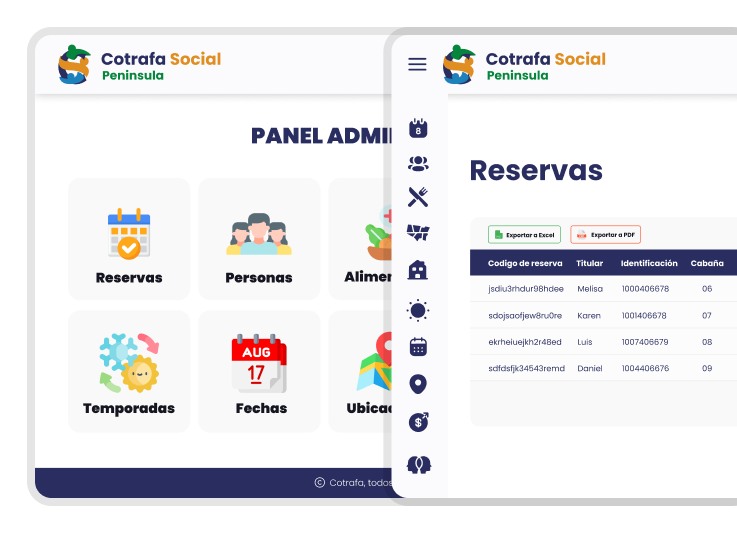 Cotrafa Social
Peninsula
PANEL ADMI
Reservas
Personas
Alimen
AUG
17
Temporadas
Fechas
Ubica
© Cotrafa, todos
Cotrafa Social
Peninsula
8
Reservas
Exportar a Excel
Exportar a PDF
Codigo de reserva Titular Identificación Cabaña
jsdiu3rhdur98hdee Melisa 1000406678 06
sdojsaofjew8ru0re Karen 1001406678 07
ekrheiuejkh2r48ed Luis 1007406679 08
sdfdsfjk34543remd Daniel 1004406676 09
$